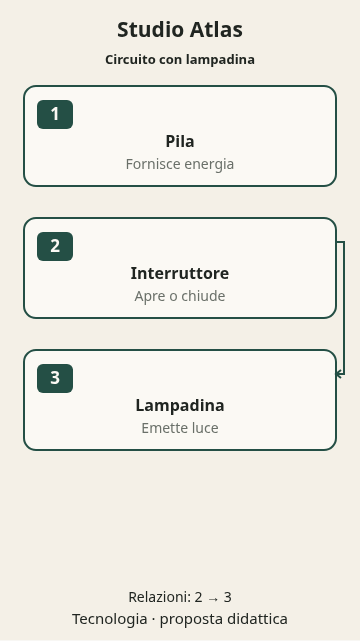 Studio Atlas
Circuito con lampadina
1
Pila
Fornisce energia
2
Interruttore
Apre o chiude
3
Lampadina
Emette luce
Relazioni: 2 → 3
Tecnologia · proposta didattica